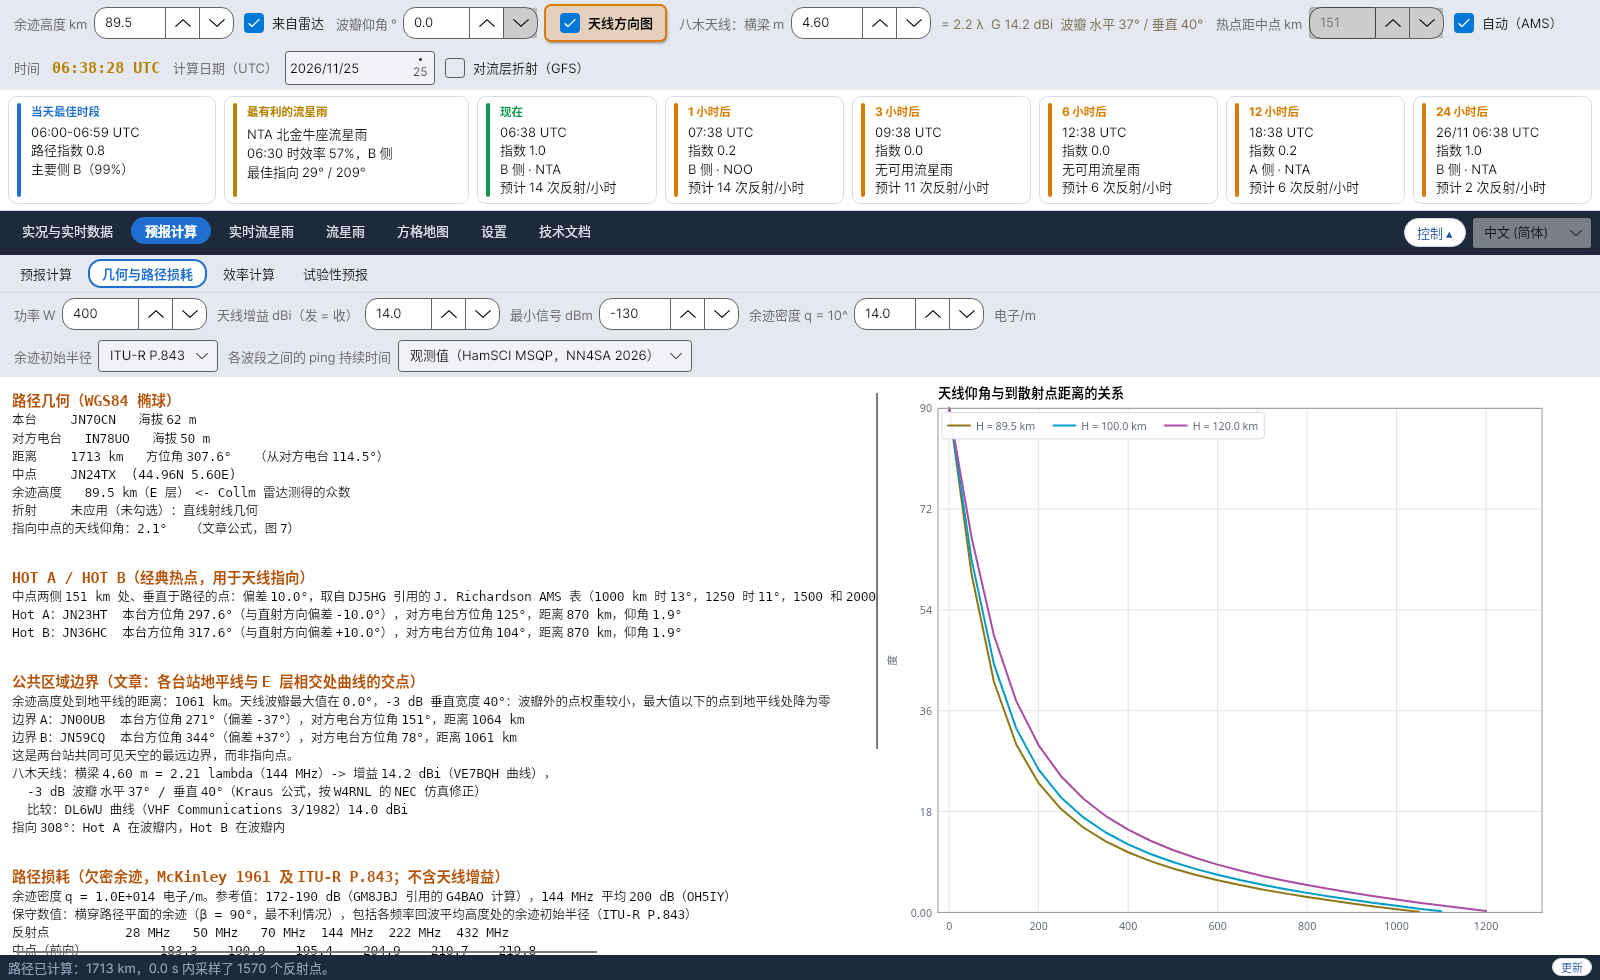 余迹高度 km 89.5 来自雷达 波瓣仰角 ° 0.0 天线方向图 八木天线：横梁 m 4.60 = 2.2 λ G 14.2 dBi 波瓣 水平 37° / 垂直 40° 热点距中点 km 151 自动（AMS）
时间 06:38:28 UTC 计算日期（UTC） 2026/11/25 25 对流层折射（GFS）
当天最佳时段
06:00-06:59 UTC
路径指数 0.8
主要侧 B（99%）
最有利的流星雨
NTA 北金牛座流星雨
06:30 时效率 57%，B 侧
最佳指向 29° / 209°
现在
06:38 UTC
指数 1.0
B 侧 · NTA
预计 14 次反射/小时
1 小时后
07:38 UTC
指数 0.2
B 侧 · NOO
预计 14 次反射/小时
3 小时后
09:38 UTC
指数 0.0
无可用流星雨
预计 11 次反射/小时
6 小时后
12:38 UTC
指数 0.0
无可用流星雨
预计 6 次反射/小时
12 小时后
18:38 UTC
指数 0.2
A 侧 · NTA
预计 6 次反射/小时
24 小时后
26/11 06:38 UTC
指数 1.0
B 侧 · NTA
预计 2 次反射/小时
实况与实时数据 预报计算 实时流星雨 流星雨 方格地图 设置 技术文档 控制 ▴ 中文 (简体)
预报计算 几何与路径损耗 效率计算 试验性预报
功率 W 400 天线增益 dBi（发 = 收） 14.0 最小信号 dBm -130 余迹密度 q = 10^ 14.0 电子/m
余迹初始半径 ITU-R P.843 各波段之间的 ping 持续时间 观测值（HamSCI MSQP，NN4SA 2026）
路径几何（WGS84 椭球）
本台 JN70CN 海拔 62 m
对方电台 IN78UO 海拔 50 m
距离 1713 km 方位角 307.6° （从对方电台 114.5°）
中点 JN24TX (44.96N 5.60E)
余迹高度 89.5 km（E 层） <- Collm 雷达测得的众数
折射 未应用（未勾选）：直线射线几何
指向中点的天线仰角：2.1° （文章公式，图 7）
HOT A / HOT B（经典热点，用于天线指向）
中点两侧 151 km 处、垂直于路径的点：偏差 10.0°，取自 DJ5HG 引用的 J. Richardson AMS 表（1000 km 时 13°，1250 时 11°，1500 和 2000
Hot A：JN23HT 本台方位角 297.6°（与直射方向偏差 -10.0°），对方电台方位角 125°，距离 870 km，仰角 1.9°
Hot B：JN36HC 本台方位角 317.6°（与直射方向偏差 +10.0°），对方电台方位角 104°，距离 870 km，仰角 1.9°
公共区域边界（文章：各台站地平线与 E 层相交处曲线的交点）
余迹高度处到地平线的距离：1061 km。天线波瓣最大值在 0.0°，-3 dB 垂直宽度 40°：波瓣外的点权重较小，最大值以下的点到地平线处降为零
边界 A：JN00UB 本台方位角 271°（偏差 -37°），对方电台方位角 151°，距离 1064 km
边界 B：JN59CQ 本台方位角 344°（偏差 +37°），对方电台方位角 78°，距离 1061 km
这是两台站共同可见天空的最远边界，而非指向点。
八木天线：横梁 4.60 m = 2.21 lambda（144 MHz）-> 增益 14.2 dBi（VE7BQH 曲线），
-3 dB 波瓣 水平 37° / 垂直 40°（Kraus 公式，按 W4RNL 的 NEC 仿真修正）
比较：DL6WU 曲线（VHF Communications 3/1982）14.0 dBi
指向 308°：Hot A 在波瓣内，Hot B 在波瓣内
路径损耗（欠密余迹，McKinley 1961 及 ITU-R P.843；不含天线增益）
余迹密度 q = 1.0E+014 电子/m。参考值：172-190 dB（GM8JBJ 引用的 G4BAO 计算），144 MHz 平均 200 dB（OH5IY）
保守数值：横穿路径平面的余迹（β = 90°，最不利情况），包括各频率回波平均高度处的余迹初始半径（ITU-R P.843）
反射点 28 MHz 50 MHz 70 MHz 144 MHz 222 MHz 432 MHz
中点（前向） 183.3 190.9 195.4 204.9 210.7 219.8
天线仰角与到散射点距离的关系
H = 89.5 km H = 100.0 km H = 120.0 km
度
90
72
54
36
18
0.00
0 200 400 600 800 1000 1200
路径已计算：1713 km，0.0 s 内采样了 1570 个反射点。 更新